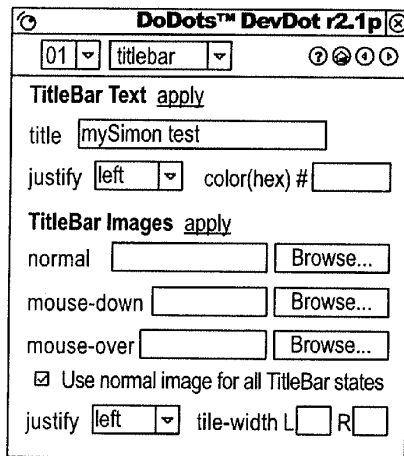 DoDots™ DevDot r2.1p
01 titlebar
TitleBar Text apply
title mySimon test
justify left color(hex) #
TitleBar Images apply
normal Browse...
mouse-down Browse...
mouse-over Browse...
Use normal image for all TitleBar states
justify left tile-width L R